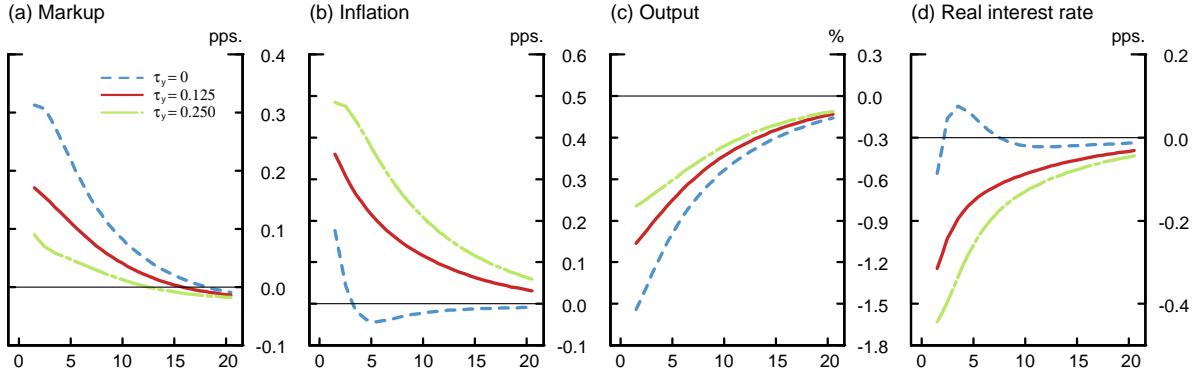 (a) Markup
pps.
τy = 0
τy = 0.125
τy = 0.250
0.4
0.3
0.2
0.1
0.0
-0.1
0 5 10 15 20
(b) Inflation
pps.
0.6
0.5
0.4
0.3
0.2
0.1
0.0
-0.1
0 5 10 15 20
(c) Output
%
0.3
0.0
-0.3
-0.6
-0.9
-1.2
-1.5
-1.8
0 5 10 15 20
(d) Real interest rate
pps.
0.2
0.0
-0.2
-0.4
0 5 10 15 20